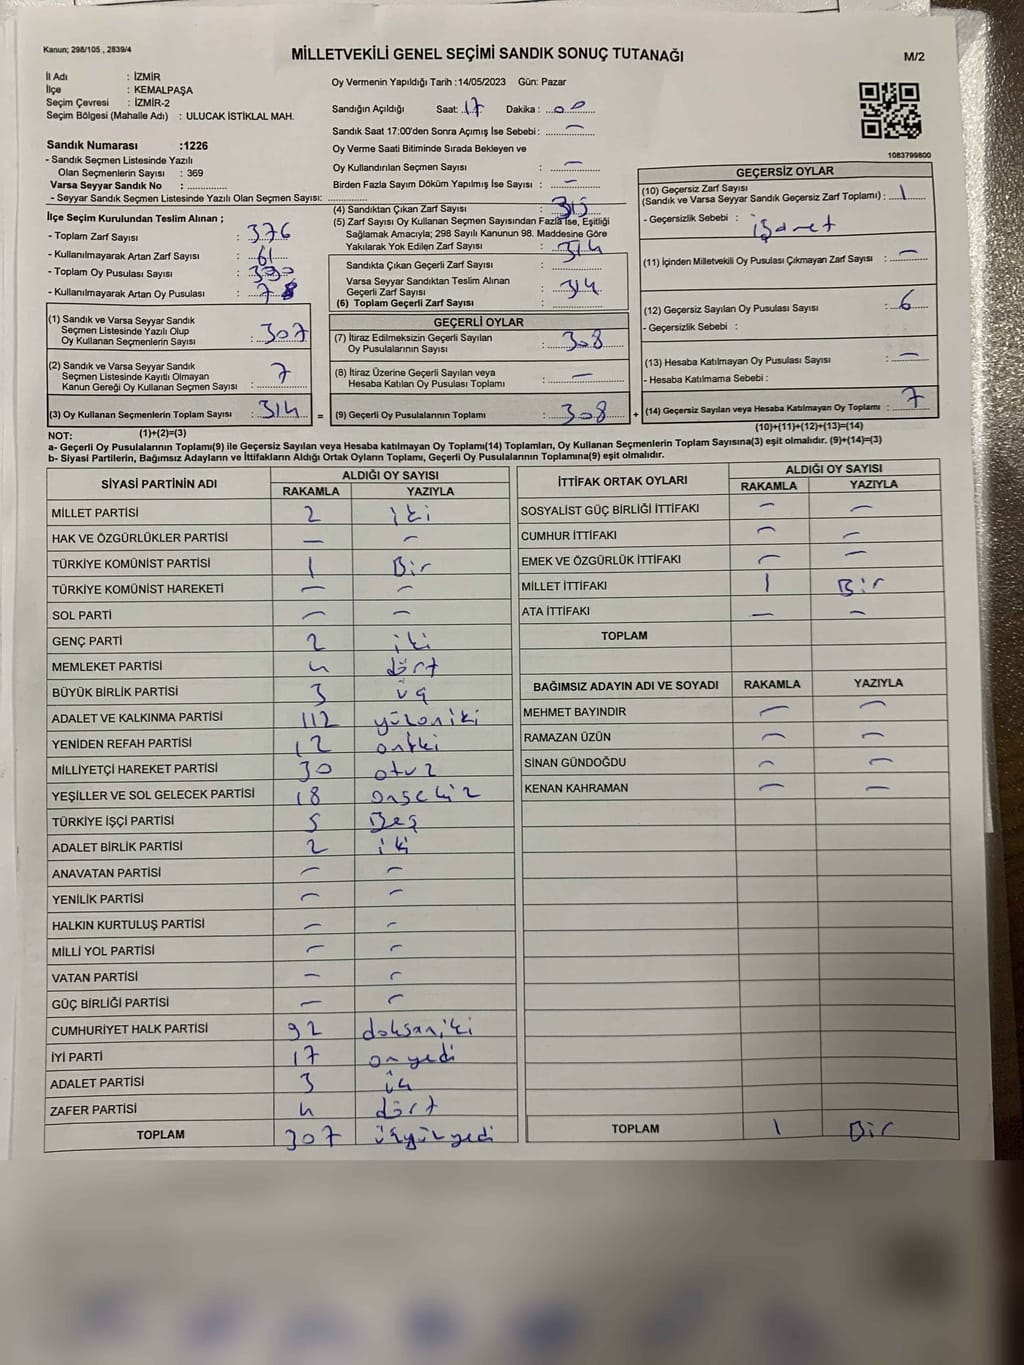 Kanun; 298/105 , 2839/4
MİLLETVEKİLİ GENEL SEÇİMİ SANDIK SONUÇ TUTANAĞI
M/2
İl Adı : İZMİR
İlçe : KEMALPAŞA
Seçim Çevresi : İZMİR-2
Seçim Bölgesi (Mahalle Adı) : ULUCAK İSTİKLAL MAH.
Oy Vermenin Yapıldığı Tarih :14/05/2023 Gün: Pazar
Sandığın Açıldığı Saat: 17 Dakika : 00
Sandık Saat 17:00'den Sonra Açımış İse Sebebi : —
Oy Verme Saati Bitiminde Sırada Bekleyen ve
Oy Kullandırılan Seçmen Sayısı : —
Birden Fazla Sayım Döküm Yapılmış İse Sayısı : —
1083799800
Sandık Numarası :1226
- Sandık Seçmen Listesinde Yazılı
Olan Seçmenlerin Sayısı : 369
Varsa Seyyar Sandık No :
- Seyyar Sandık Seçmen Listesinde Yazılı Olan Seçmen Sayısı:
İlçe Seçim Kurulundan Teslim Alınan ;
- Toplam Zarf Sayısı : 376
- Kullanılmayarak Artan Zarf Sayısı : 61
- Toplam Oy Pusulası Sayısı :
- Kullanılmayarak Artan Oy Pusulası :
(1) Sandık ve Varsa Seyyar Sandık
Seçmen Listesinde Yazılı Olup
Oy Kullanan Seçmenlerin Sayısı : 307
(2) Sandık ve Varsa Seyyar Sandık
Seçmen Listesinde Kayıtlı Olmayan
Kanun Gereği Oy Kullanan Seçmen Sayısı : 7
(3) Oy Kullanan Seçmenlerin Toplam Sayısı : 314
(1)+(2)=(3)
(4) Sandıktan Çıkan Zarf Sayısı : 315
(5) Zarf Sayısı Oy Kullanan Seçmen Sayısından Fazla İse, Eşitliği
Sağlamak Amacıyla; 298 Sayılı Kanunun 98. Maddesine Göre
Yakılarak Yok Edilen Zarf Sayısı : 314
Sandıkta Çıkan Geçerli Zarf Sayısı :
Varsa Seyyar Sandıktan Teslim Alınan
Geçerli Zarf Sayısı : 314
(6) Toplam Geçerli Zarf Sayısı :
GEÇERLİ OYLAR
(7) İtiraz Edilmeksizin Geçerli Sayılan
Oy Pusulalarının Sayısı : 308
(8) İtiraz Üzerine Geçerli Sayılan veya
Hesaba Katılan Oy Pusulası Toplamı : —
= (9) Geçerli Oy Pusulalarının Toplamı : 308 +
GEÇERSİZ OYLAR
(10) Geçersiz Zarf Sayısı
(Sandık ve Varsa Seyyar Sandık Geçersiz Zarf Toplamı) : 1
- Geçersizlik Sebebi : işaret
(11) İçinden Milletvekili Oy Pusulası Çıkmayan Zarf Sayısı : —
(12) Geçersiz Sayılan Oy Pusulası Sayısı : 6
- Geçersizlik Sebebi :
(13) Hesaba Katılmayan Oy Pusulası Sayısı : —
- Hesaba Katılmama Sebebi :
(14) Geçersiz Sayılan veya Hesaba Katılmayan Oy Toplamı : 7
(10)+(11)+(12)+(13)=(14)
NOT:
a- Geçerli Oy Pusulalarının Toplamı(9) ile Geçersiz Sayılan veya Hesaba katılmayan Oy Toplamı(14) Toplamları, Oy Kullanan Seçmenlerin Toplam Sayısına(3) eşit olmalıdır. (9)+(14)=(3)
b- Siyasi Partilerin, Bağımsız Adayların ve İttifakların Aldığı Ortak Oyların Toplamı, Geçerli Oy Pusulalarının Toplamına(9) eşit olmalıdır.
SİYASİ PARTİNİN ADI ALDIĞI OY SAYISI
RAKAMLA YAZIYLA
MİLLET PARTİSİ 2 iki
HAK VE ÖZGÜRLÜKLER PARTİSİ — —
TÜRKİYE KOMÜNİST PARTİSİ 1 Bir
TÜRKİYE KOMÜNİST HAREKETİ — —
SOL PARTİ — —
GENÇ PARTİ 2 iki
MEMLEKET PARTİSİ 4 dört
BÜYÜK BİRLİK PARTİSİ 3 üç
ADALET VE KALKINMA PARTİSİ 112 yüzoniki
YENİDEN REFAH PARTİSİ 12 oniki
MİLLİYETÇİ HAREKET PARTİSİ 30 otuz
YEŞİLLER VE SOL GELECEK PARTİSİ 18 onsekiz
TÜRKİYE İŞÇİ PARTİSİ 5 Beş
ADALET BİRLİK PARTİSİ 2 iki
ANAVATAN PARTİSİ — —
YENİLİK PARTİSİ — —
HALKIN KURTULUŞ PARTİSİ — —
MİLLİ YOL PARTİSİ — —
VATAN PARTİSİ — —
GÜÇ BİRLİĞİ PARTİSİ — —
CUMHURİYET HALK PARTİSİ 92 doksaniki
İYİ PARTİ 17 onyedi
ADALET PARTİSİ 3 üç
ZAFER PARTİSİ 4 dört
TOPLAM 307 üçyüzyedi
İTTİFAK ORTAK OYLARI ALDIĞI OY SAYISI
RAKAMLA YAZIYLA
SOSYALİST GÜÇ BİRLİĞİ İTTİFAKI — —
CUMHUR İTTİFAKI — —
EMEK VE ÖZGÜRLÜK İTTİFAKI — —
MİLLET İTTİFAKI 1 Bir
ATA İTTİFAKI — —
TOPLAM
BAĞIMSIZ ADAYIN ADI VE SOYADI RAKAMLA YAZIYLA
MEHMET BAYINDIR — —
RAMAZAN ÜZÜN — —
SİNAN GÜNDOĞDU — —
KENAN KAHRAMAN — —
TOPLAM 1 Bir